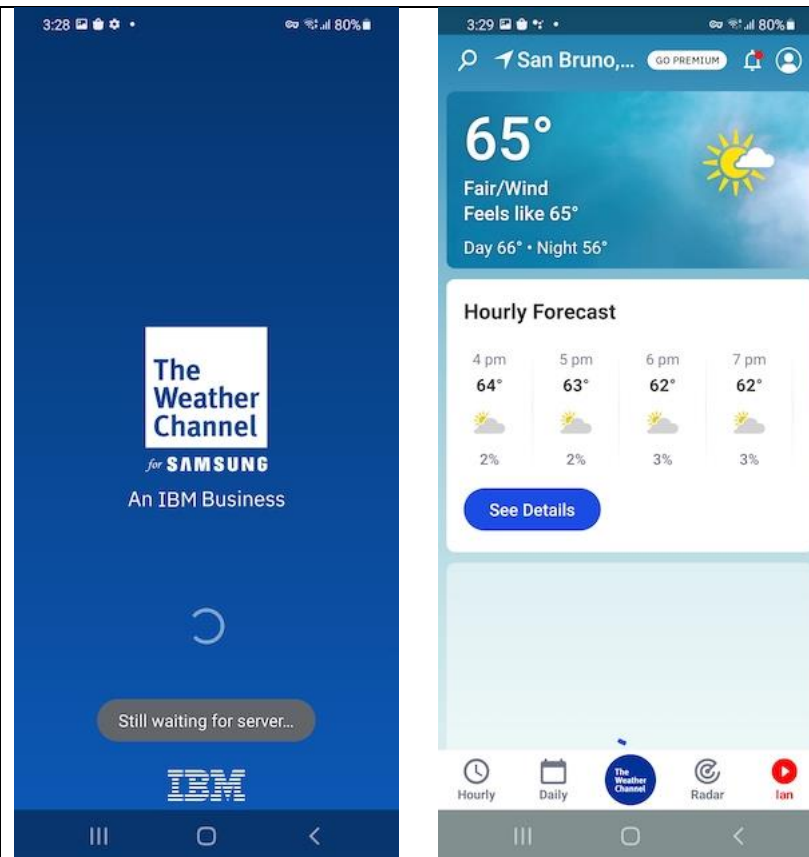 3:28
80%
The
Weather
Channel
for SAMSUNG
An IBM Business
Still waiting for server...
IBM
3:29
80%
San Bruno,...
GO PREMIUM
65°
Fair/Wind
Feels like 65°
Day 66° • Night 56°
Hourly Forecast
4 pm 5 pm 6 pm 7 pm
64° 63° 62° 62°
2% 2% 3% 3%
See Details
The
Weather
Channel
Hourly Daily Radar Ian